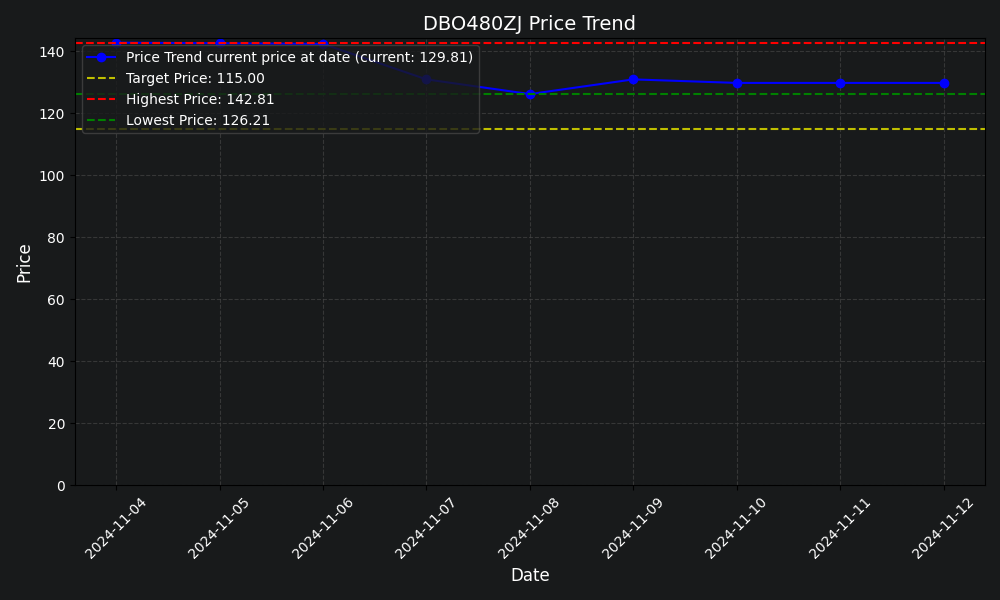 DBO480ZJ Price Trend
Price Trend current price at date (current: 129.81)
Target Price: 115.00
Highest Price: 142.81
Lowest Price: 126.21
Price
140
120
100
80
60
40
20
0
2024-11-04
2024-11-05
2024-11-06
2024-11-07
2024-11-08
2024-11-09
2024-11-10
2024-11-11
2024-11-12
Date